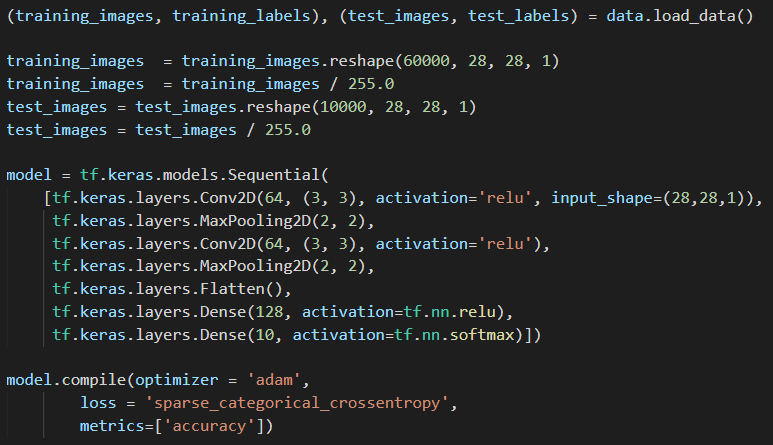 (training_images, training_labels), (test_images, test_labels) = data.load_data()

training_images  = training_images.reshape(60000, 28, 28, 1)
training_images  = training_images / 255.0
test_images = test_images.reshape(10000, 28, 28, 1)
test_images = test_images / 255.0

model = tf.keras.models.Sequential(
    [tf.keras.layers.Conv2D(64, (3, 3), activation='relu', input_shape=(28,28,1)),
     tf.keras.layers.MaxPooling2D(2, 2),
     tf.keras.layers.Conv2D(64, (3, 3), activation='relu'),
     tf.keras.layers.MaxPooling2D(2, 2),
     tf.keras.layers.Flatten(),
     tf.keras.layers.Dense(128, activation=tf.nn.relu),
     tf.keras.layers.Dense(10, activation=tf.nn.softmax)])

model.compile(optimizer = 'adam',
        loss = 'sparse_categorical_crossentropy',
        metrics=['accuracy'])